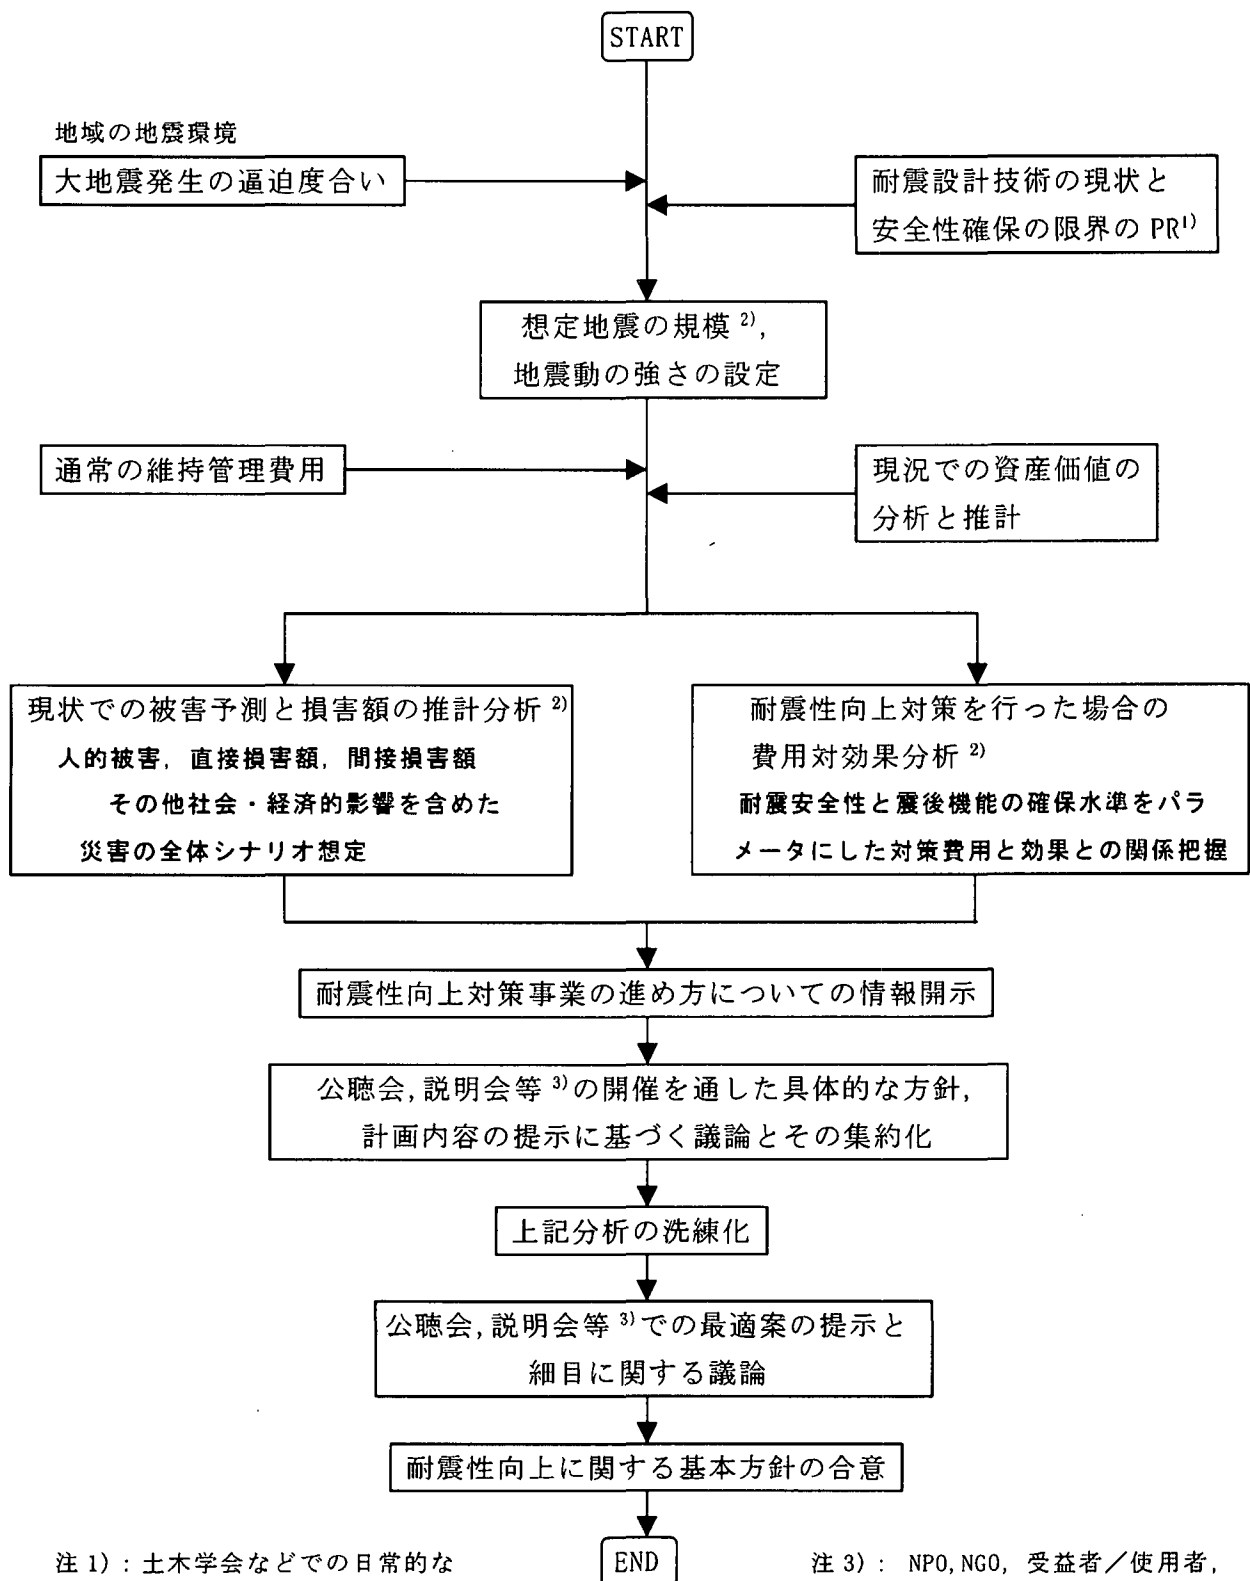 START
地域の地震環境
大地震発生の逼迫度合い
耐震設計技術の現状と
安全性確保の限界の PR1)
想定地震の規模 2),
地震動の強さの設定
通常の維持管理費用
現況での資産価値の
分析と推計
現状での被害予測と損害額の推計分析 2)
人的被害, 直接損害額, 間接損害額
その他社会・経済的影響を含めた
災害の全体シナリオ想定
耐震性向上対策を行った場合の
費用対効果分析 2)
耐震安全性と震後機能の確保水準をパラ
メータにした対策費用と効果との関係把握
耐震性向上対策事業の進め方についての情報開示
公聴会,説明会等 3)の開催を通した具体的な方針,
計画内容の提示に基づく議論とその集約化
上記分析の洗練化
公聴会,説明会等 3)での最適案の提示と
細目に関する議論
耐震性向上に関する基本方針の合意
END
注 1) : 土木学会などでの日常的な
注 3) : NPO,NGO, 受益者／使用者,